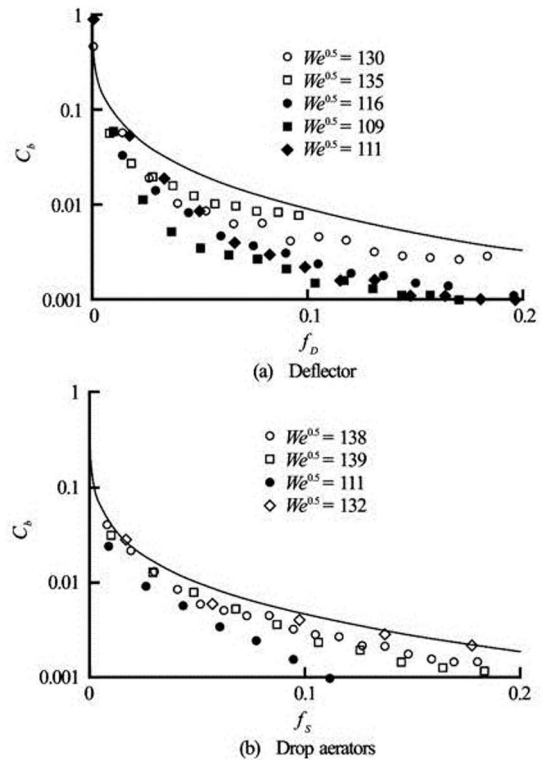 1
We^0.5 = 130
We^0.5 = 135
We^0.5 = 116
We^0.5 = 109
We^0.5 = 111
0.1
C_b
0.01
0.001
0
0.1
0.2
f_D
(a) Deflector
1
We^0.5 = 138
We^0.5 = 139
We^0.5 = 111
We^0.5 = 132
0.1
C_b
0.01
0.001
0
0.1
0.2
f_S
(b) Drop aerators